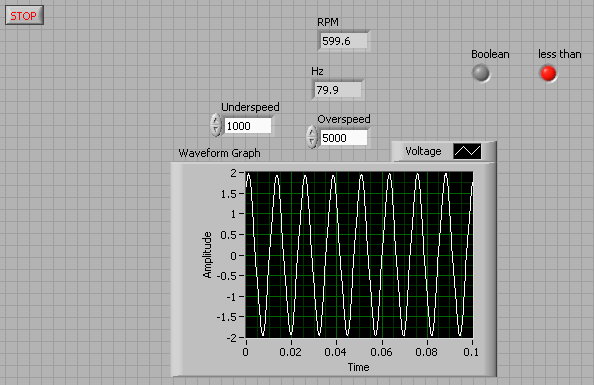 STOP
RPM
599.6
Boolean
less than
Hz
79.9
Underspeed
1000
Overspeed
5000
Waveform Graph
Voltage
Amplitude
2
1.5
1
0.5
0
-0.5
-1
-1.5
-2
0 0.02 0.04 0.06 0.08 0.1
Time